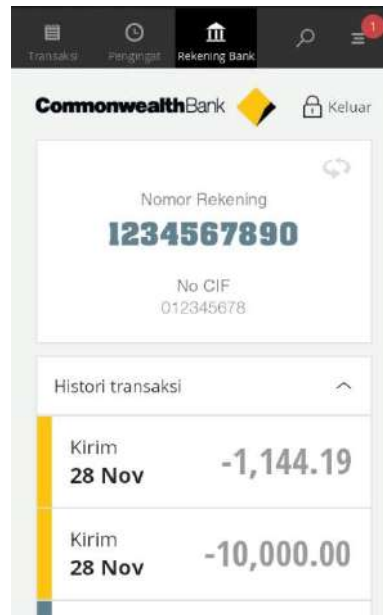 Transaksi Pengingat Rekening Bank 1
CommonwealthBank Keluar
Nomor Rekening
1234567890
No CIF
012345678
Histori transaksi
Kirim
28 Nov -1,144.19
Kirim
28 Nov -10,000.00